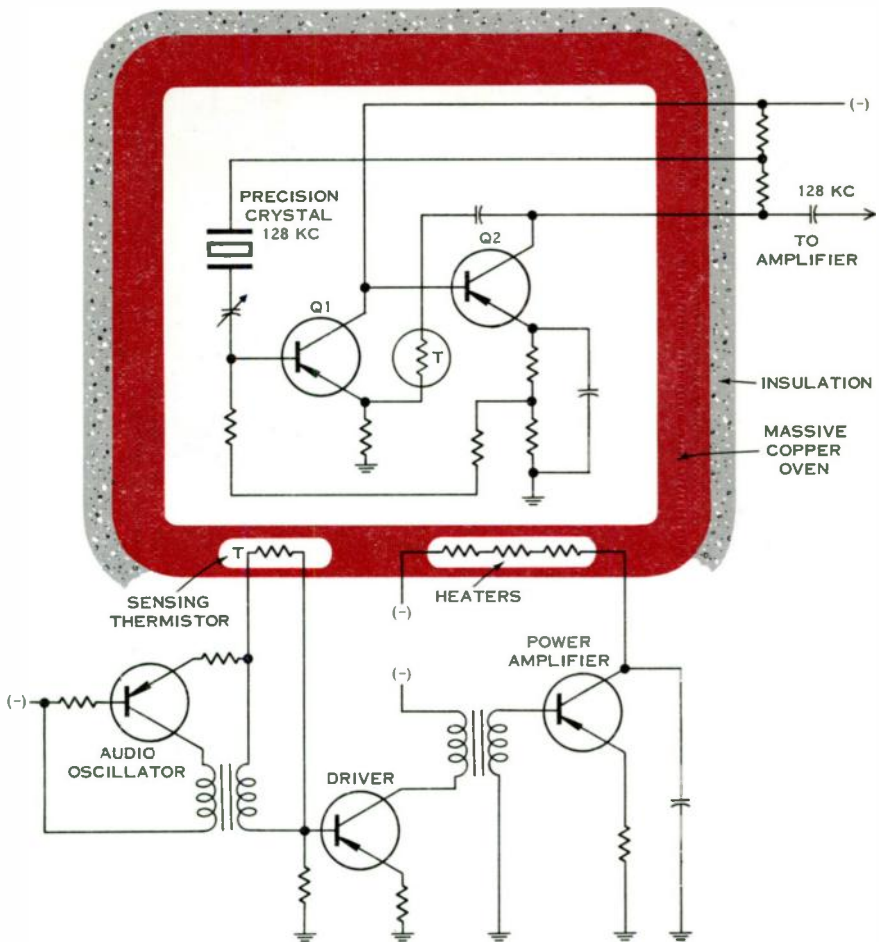 (-)
PRECISION
CRYSTAL
128 KC
128 KC
TO
AMPLIFIER
Q2
Q1
T
INSULATION
MASSIVE
COPPER
OVEN
T
SENSING
THERMISTOR
HEATERS
(-)
POWER
AMPLIFIER
(-)
(-)
AUDIO
OSCILLATOR
DRIVER